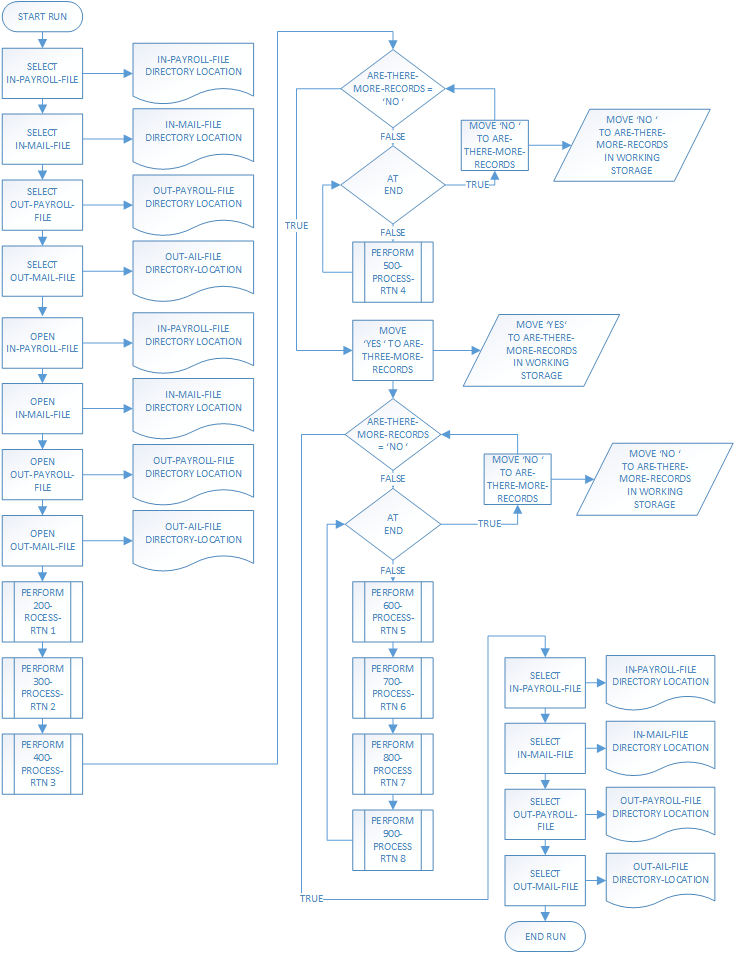 START RUN
SELECT
IN-PAYROLL-FILE
IN-PAYROLL-FILE
DIRECTORY LOCATION
SELECT
IN-MAIL-FILE
IN-MAIL-FILE
DIRECTORY LOCATION
SELECT
OUT-PAYROLL-
FILE
OUT-PAYROLL-FILE
DIRECTORY LOCATION
SELECT
OUT-MAIL-FILE
OUT-AIL-FILE
DIRECTORY-LOCATION
OPEN
IN-PAYROLL-FILE
IN-PAYROLL-FILE
DIRECTORY LOCATION
OPEN
IN-MAIL-FILE
IN-MAIL-FILE
DIRECTORY LOCATION
OPEN
OUT-PAYROLL-
FILE
OUT-PAYROLL-FILE
DIRECTORY LOCATION
OPEN
OUT-MAIL-FILE
OUT-AIL-FILE
DIRECTORY-LOCATION
PERFORM
200-
ROCESS-
RTN 1
PERFORM
300-
PROCESS-
RTN 2
PERFORM
400-
PROCESS-
RTN 3
ARE-THERE-
MORE-RECORDS =
‘NO ‘
FALSE
TRUE
AT
END
TRUE
MOVE ‘NO ‘
TO ARE-
THERE-MORE-
RECORDS
MOVE ‘NO ‘
TO ARE-THERE-
MORE-RECORDS
IN WORKING
STORAGE
FALSE
PERFORM
500-
PROCESS-
RTN 4
MOVE
‘YES ‘ TO ARE-
THREE-MORE-
RECORDS
MOVE ‘YES‘
TO ARE-THERE-
MORE-RECORDS
IN WORKING
STORAGE
ARE-THERE-
MORE-RECORDS
= ‘NO ‘
FALSE
AT
END
TRUE
MOVE ‘NO ‘
TO ARE-
THERE-MORE-
RECORDS
MOVE ‘NO ‘
TO ARE-THERE-
MORE-RECORDS
IN WORKING
STORAGE
FALSE
PERFORM
600-
PROCESS-
RTN 5
PERFORM
700-
PROCESS-
RTN 6
PERFORM
800-
PROCESS
RTN 7
PERFORM
900-
PROCESS
RTN 8
TRUE
SELECT
IN-PAYROLL-FILE
IN-PAYROLL-FILE
DIRECTORY LOCATION
SELECT
IN-MAIL-FILE
IN-MAIL-FILE
DIRECTORY LOCATION
SELECT
OUT-PAYROLL-
FILE
OUT-PAYROLL-FILE
DIRECTORY LOCATION
SELECT
OUT-MAIL-FILE
OUT-AIL-FILE
DIRECTORY-LOCATION
END RUN